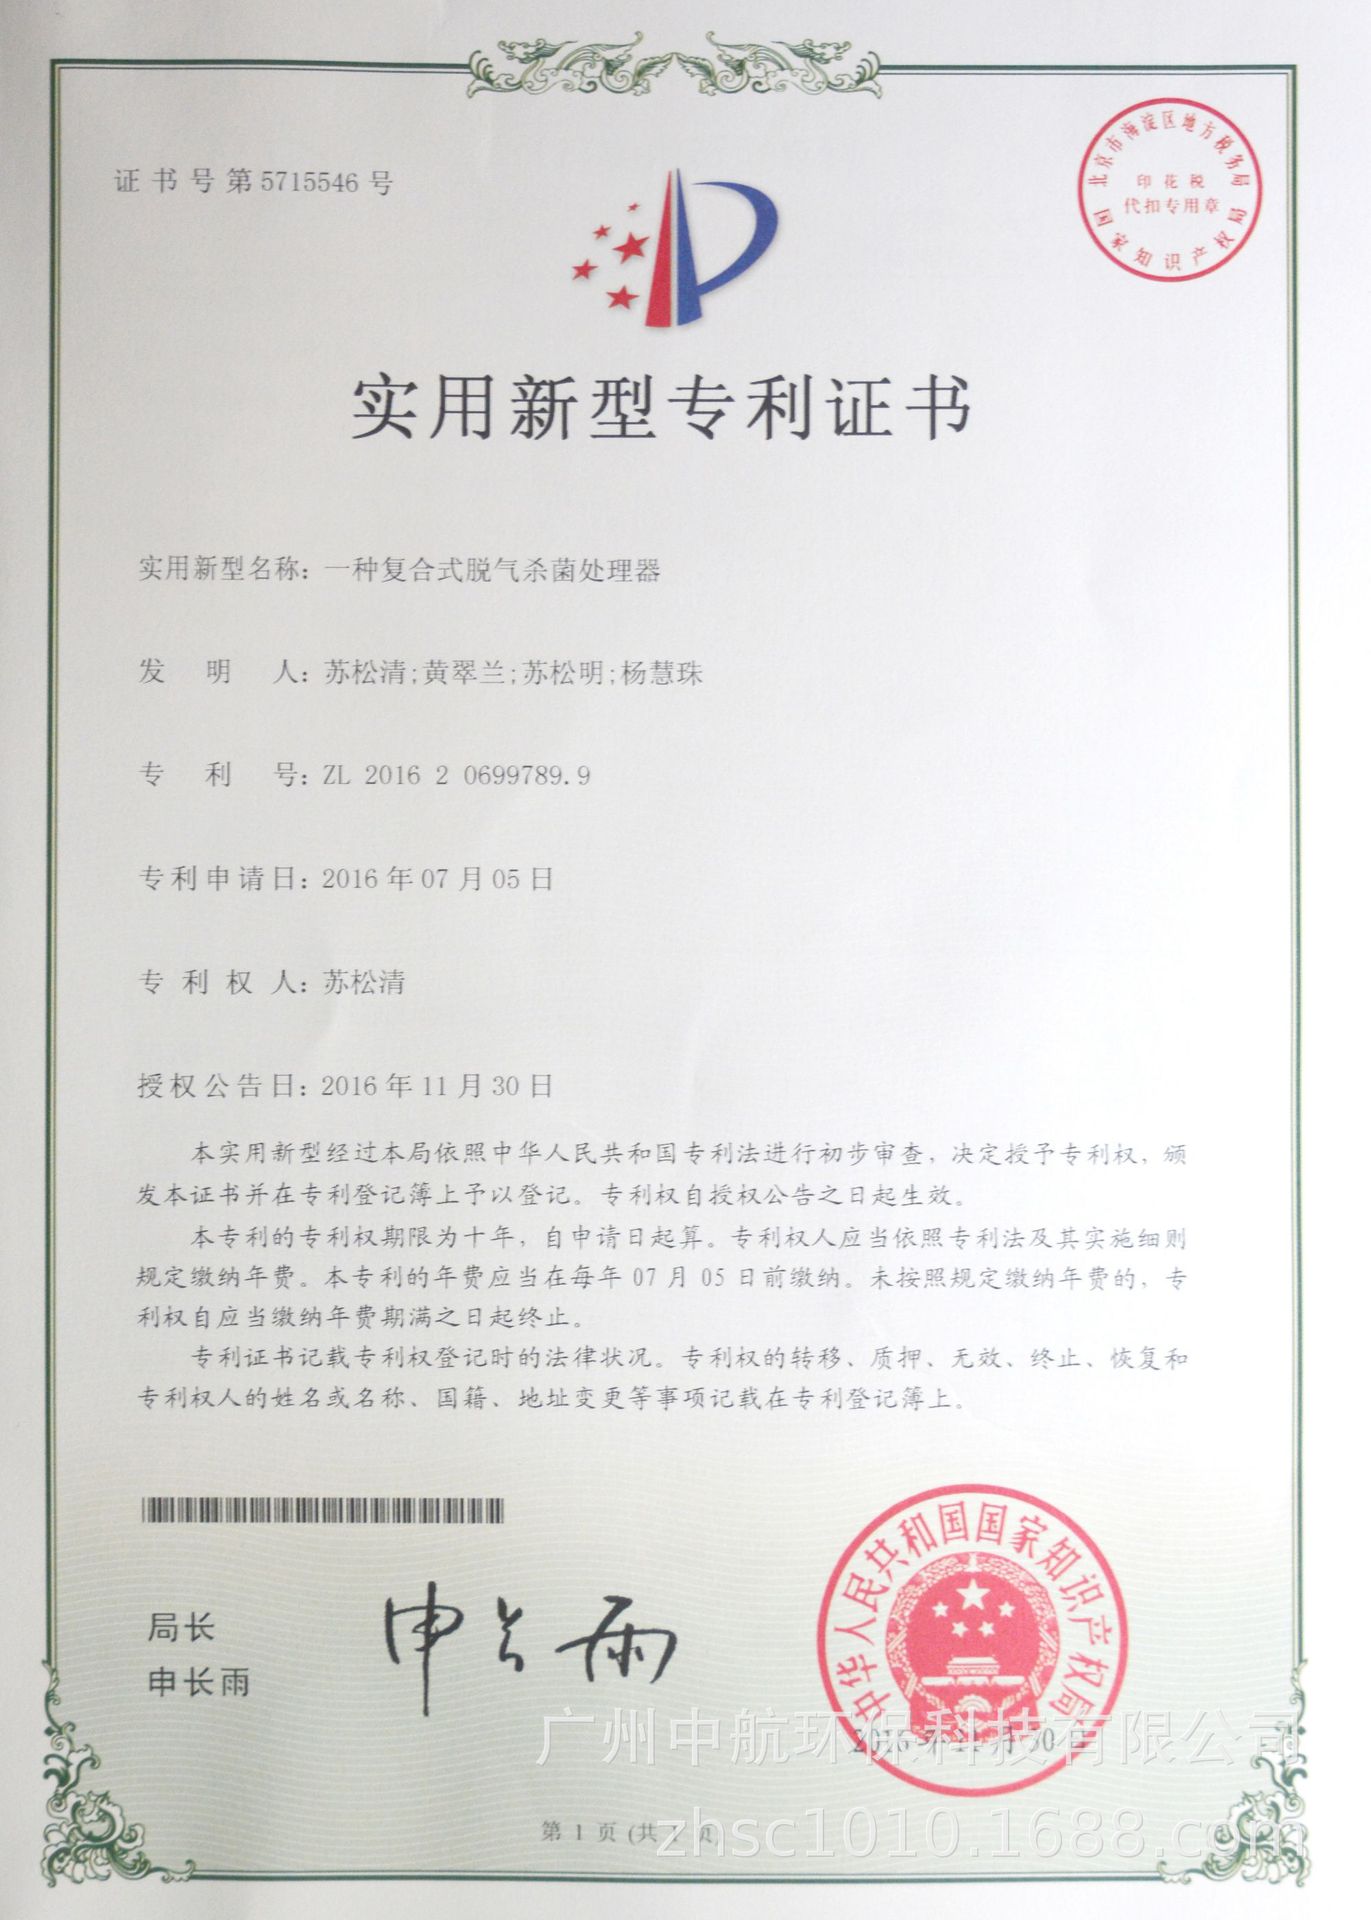 证书号第5715546号
北京市海淀区地方税务局
印花税
代扣专用章
国家知识产权局
实用新型专利证书
实用新型名称：一种复合式脱气杀菌处理器
发明人：苏松清;黄翠兰;苏松明;杨慧珠
专利号：ZL 2016 2 0699789.9
专利申请日：2016年07月05日
专利权人：苏松清
授权公告日：2016年11月30日
本实用新型经过本局依照中华人民共和国专利法进行初步审查，决定授予专利权，颁
发本证书并在专利登记簿上予以登记。专利权自授权公告之日起生效。
本专利的专利权期限为十年，自申请日起算。专利权人应当依照专利法及其实施细则
规定缴纳年费。本专利的年费应当在每年 07 月 05 日前缴纳。未按照规定缴纳年费的，专
利权自应当缴纳年费期满之日起终止。
专利证书记载专利权登记时的法律状况。专利权的转移、质押、无效、终止、恢复和
专利权人的姓名或名称、国籍、地址变更等事项记载在专利登记簿上。
局长
申长雨
申长雨
中华人民共和国国家知识产权局
2016年11月30日
广州中航环保科技有限公司
第 1 页 (共 1 页)
zhsc1010.1688.com